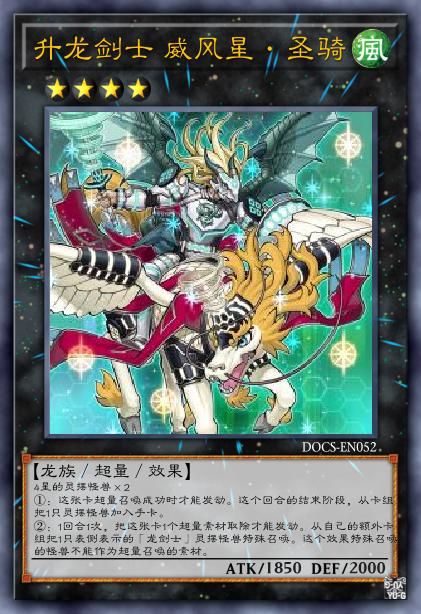 升龙剑士 威风星·圣骑 風
DOCS-EN052
【龙族／超量／效果】
4星的灵摆怪兽×2
①：这张卡超量召唤成功时才能发动。这个回合的结束阶段，从卡组
把1只灵摆怪兽加入手卡。
②：1回合1次，把这张卡1个超量素材取除才能发动。从自己的额外卡
组把1只表侧表示的「龙剑士」灵摆怪兽特殊召唤。这个效果特殊召唤
的怪兽不能作为超量召唤的素材。
ATK/1850 DEF/2000